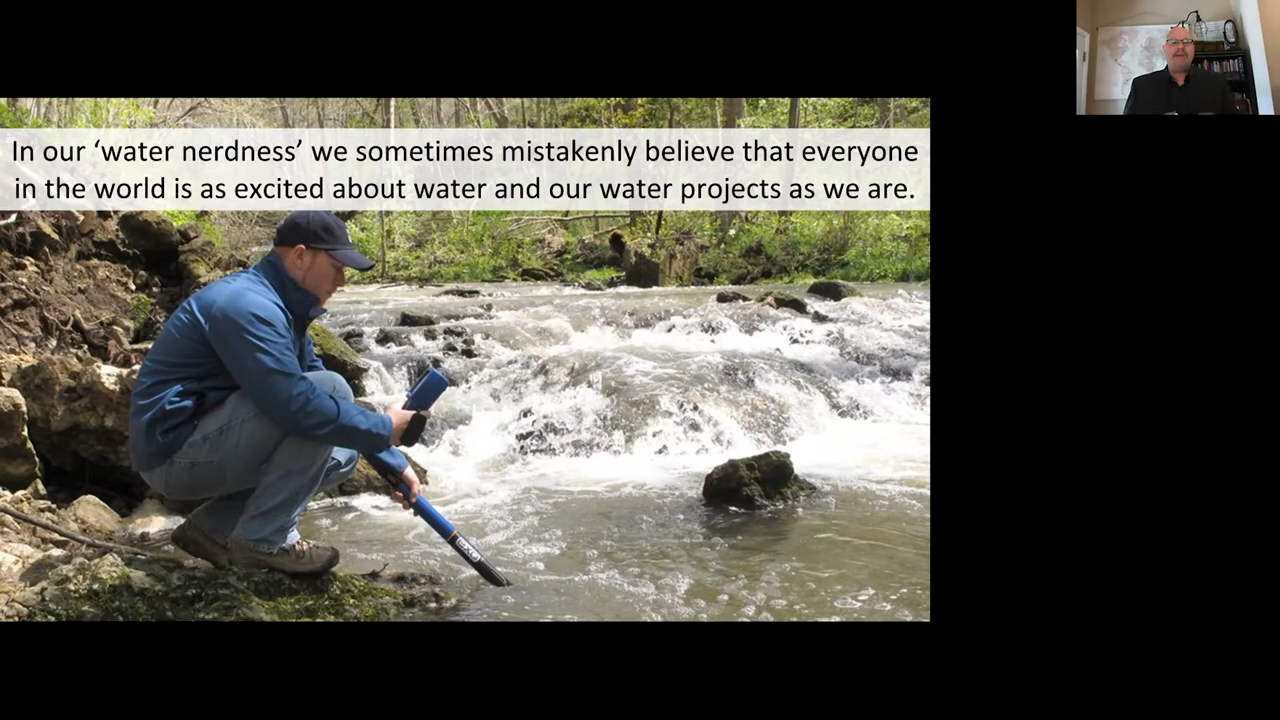 In our ‘water nerdness’ we sometimes mistakenly believe that everyone
in the world is as excited about water and our water projects as we are.
EXO